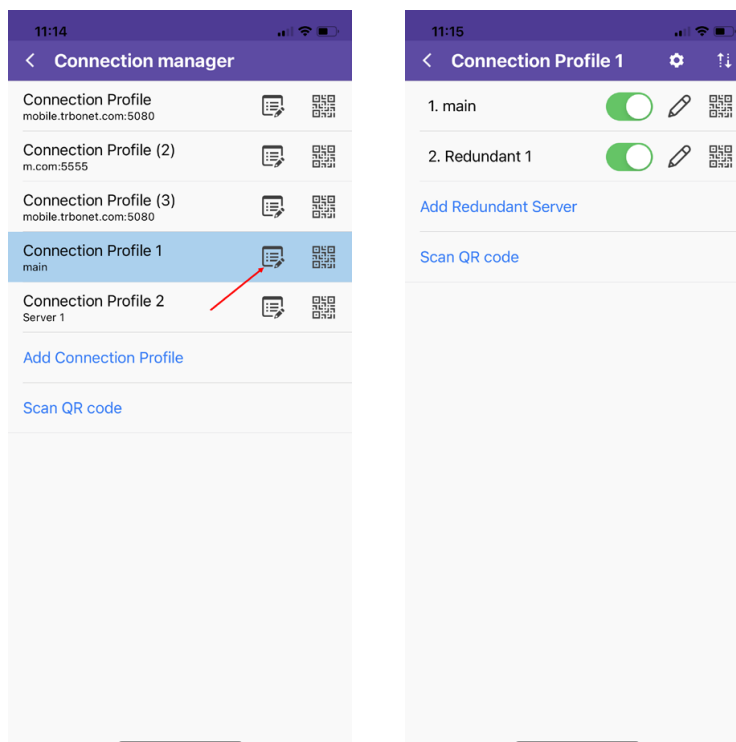 11:14
Connection manager
Connection Profile
mobile.trbonet.com:5080
Connection Profile (2)
m.com:5555
Connection Profile (3)
mobile.trbonet.com:5080
Connection Profile 1
main
Connection Profile 2
Server 1
Add Connection Profile
Scan QR code
11:15
Connection Profile 1
1. main
2. Redundant 1
Add Redundant Server
Scan QR code